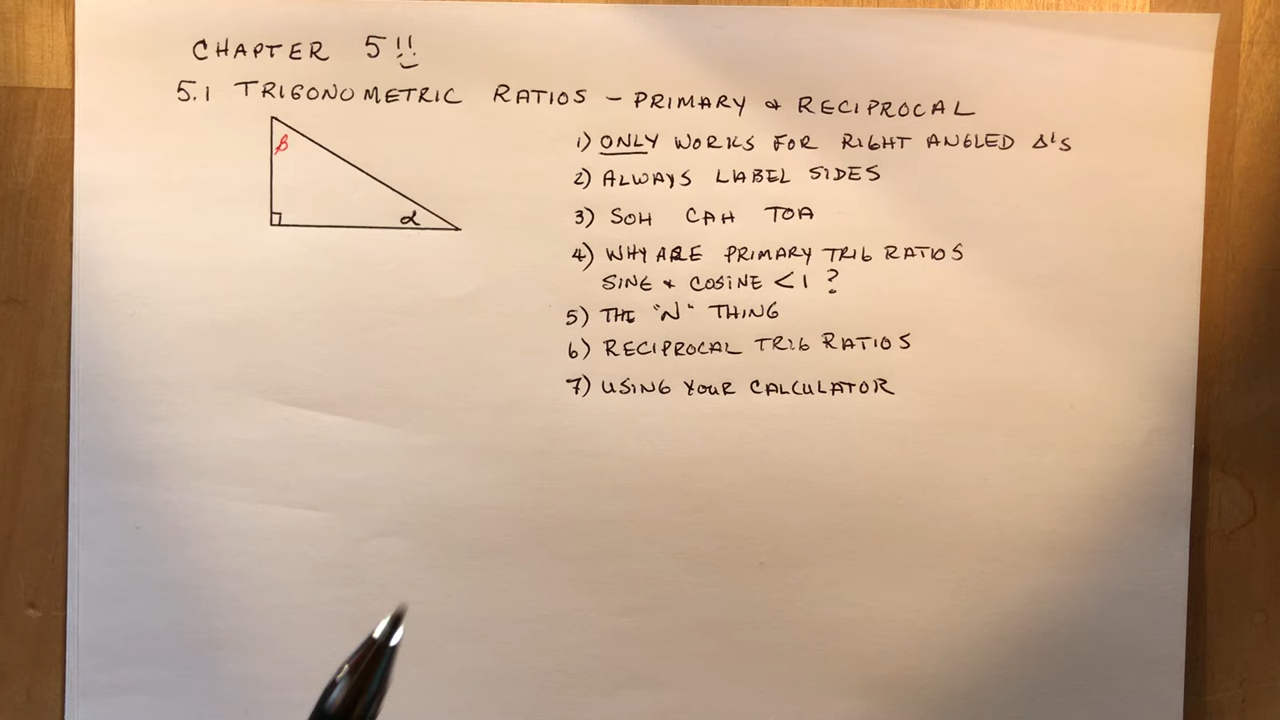 CHAPTER 5!!
5.1 TRIGONOMETRIC RATIOS – PRIMARY & RECIPROCAL
β
α
1) ONLY WORKS FOR RIGHT ANGLED Δ'S
2) ALWAYS LABEL SIDES
3) SOH CAH TOA
4) WHY ARE PRIMARY TRIG RATIOS
SINE & COSINE < 1 ?
5) THE "N" THING
6) RECIPROCAL TRIG RATIOS
7) USING YOUR CALCULATOR